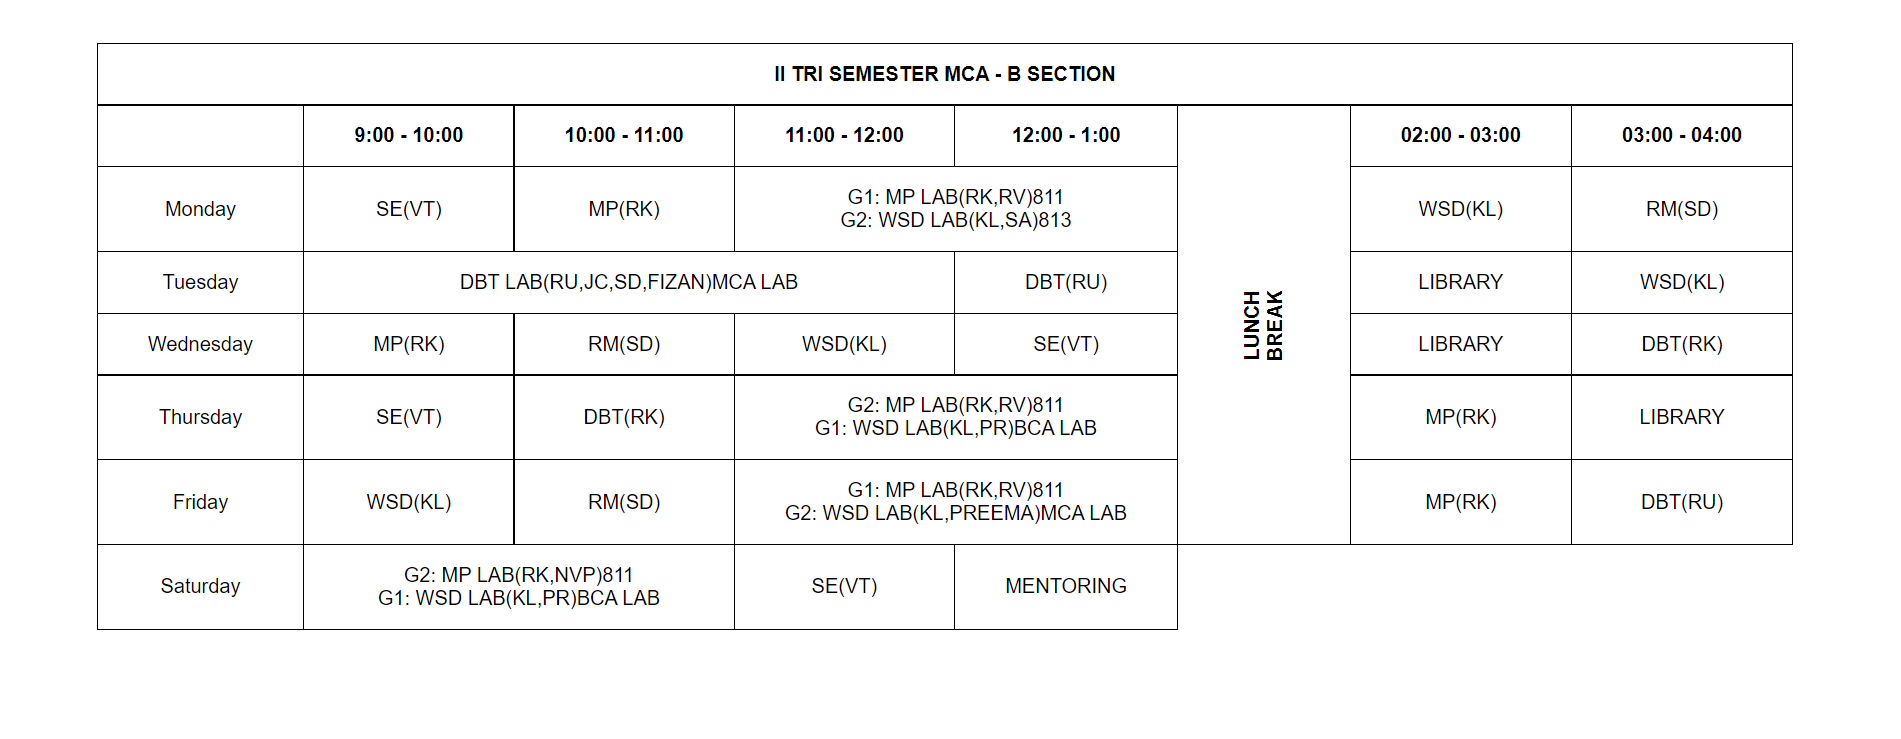 II TRI SEMESTER MCA - B SECTION
9:00 - 10:00 10:00 - 11:00 11:00 - 12:00 12:00 - 1:00 LUNCH BREAK 02:00 - 03:00 03:00 - 04:00
Monday SE(VT) MP(RK) G1: MP LAB(RK,RV)811
G2: WSD LAB(KL,SA)813 WSD(KL) RM(SD)
Tuesday DBT LAB(RU,JC,SD,FIZAN)MCA LAB DBT(RU) LIBRARY WSD(KL)
Wednesday MP(RK) RM(SD) WSD(KL) SE(VT) LIBRARY DBT(RK)
Thursday SE(VT) DBT(RK) G2: MP LAB(RK,RV)811
G1: WSD LAB(KL,PR)BCA LAB MP(RK) LIBRARY
Friday WSD(KL) RM(SD) G1: MP LAB(RK,RV)811
G2: WSD LAB(KL,PREEMA)MCA LAB MP(RK) DBT(RU)
Saturday G2: MP LAB(RK,NVP)811
G1: WSD LAB(KL,PR)BCA LAB SE(VT) MENTORING